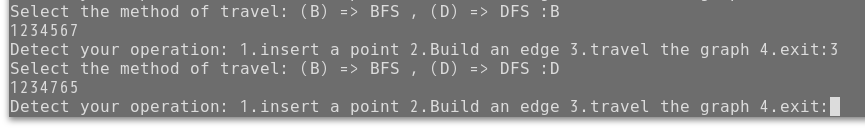 Select the method of travel: (B) => BFS , (D) => DFS :B
1234567
Detect your operation: 1.insert a point 2.Build an edge 3.travel the graph 4.exit:3
Select the method of travel: (B) => BFS , (D) => DFS :D
1234765
Detect your operation: 1.insert a point 2.Build an edge 3.travel the graph 4.exit: